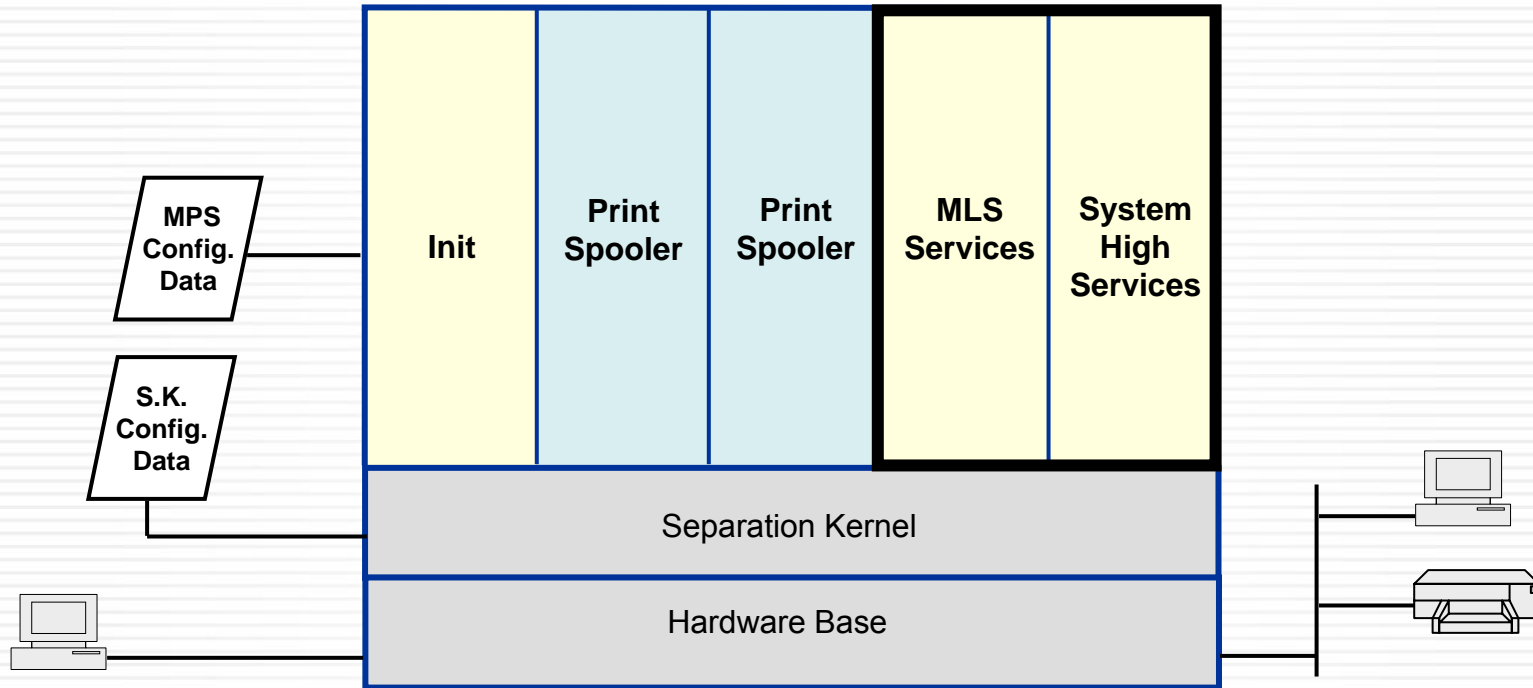 MPS
Config.
Data
S.K.
Config.
Data
Init
Print
Spooler
Print
Spooler
MLS
Services
System
High
Services
Separation Kernel
Hardware Base